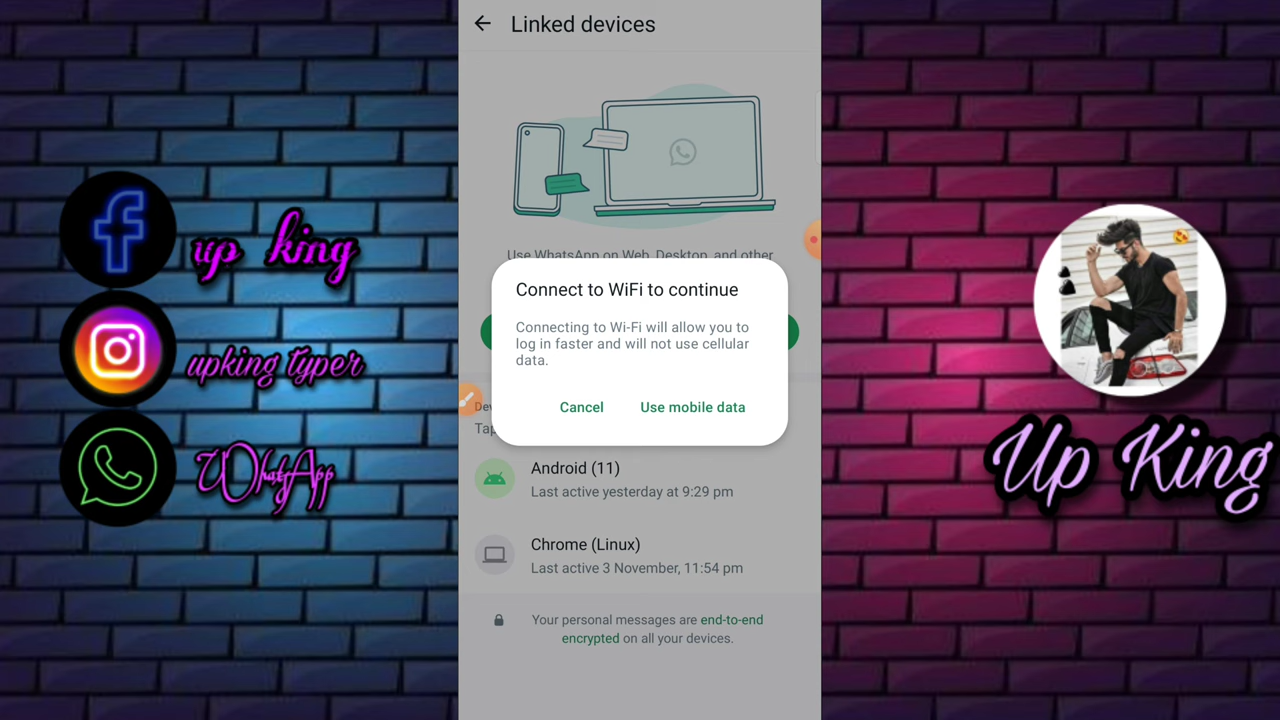 up king
upking typer
WhatsApp
Linked devices
Use WhatsApp on Web, Desktop, and other
Connect to WiFi to continue
Connecting to Wi-Fi will allow you to
log in faster and will not use cellular
data.
Cancel
Use mobile data
Dev
Tap
Android (11)
Last active yesterday at 9:29 pm
Chrome (Linux)
Last active 3 November, 11:54 pm
Your personal messages are end-to-end
encrypted on all your devices.
Up King